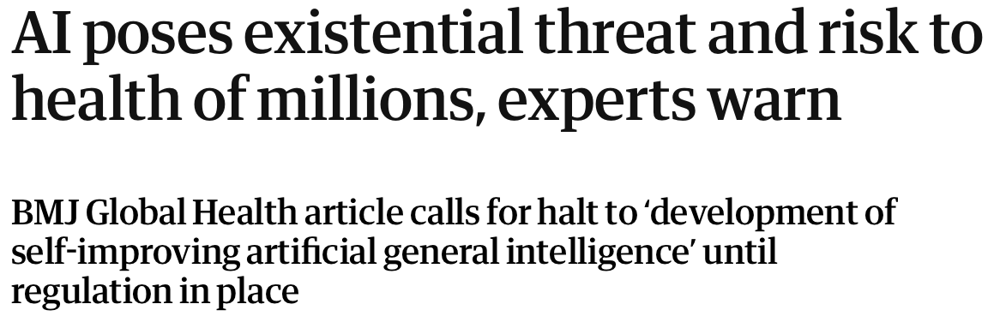 AI poses existential threat and risk to
health of millions, experts warn
BMJ Global Health article calls for halt to ‘development of
self-improving artificial general intelligence’ until
regulation in place